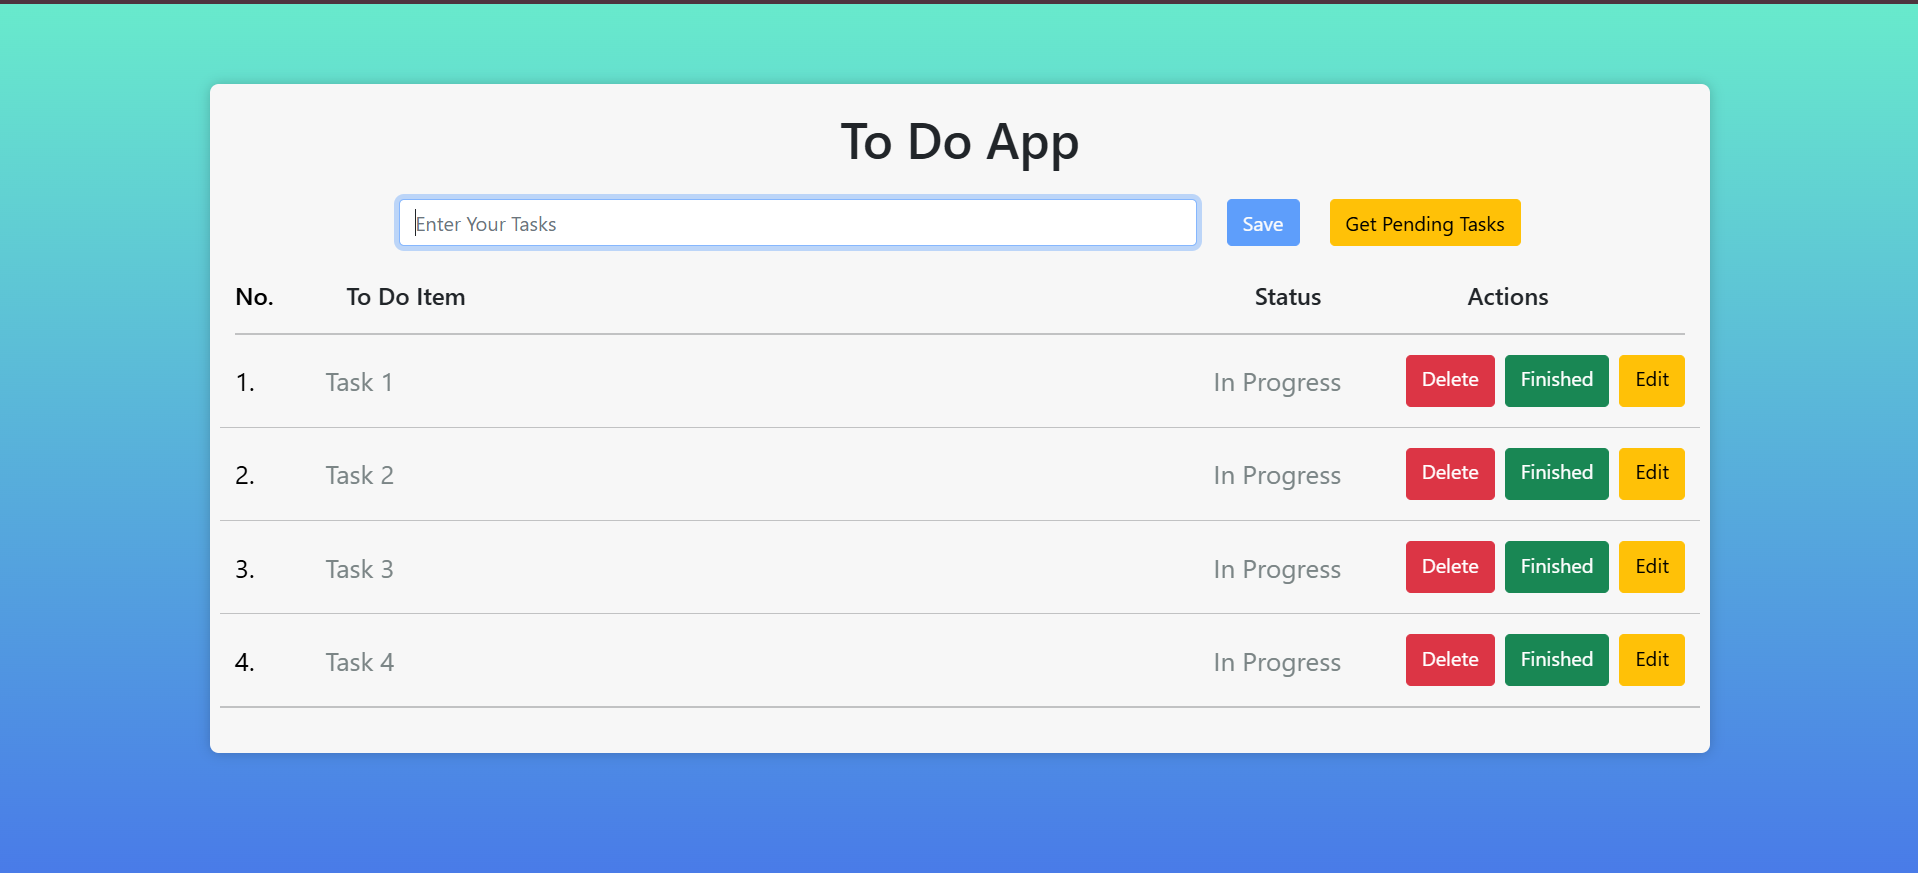 To Do App
Enter Your Tasks Save Get Pending Tasks
No. To Do Item Status Actions
1. Task 1 In Progress Delete Finished Edit
2. Task 2 In Progress Delete Finished Edit
3. Task 3 In Progress Delete Finished Edit
4. Task 4 In Progress Delete Finished Edit